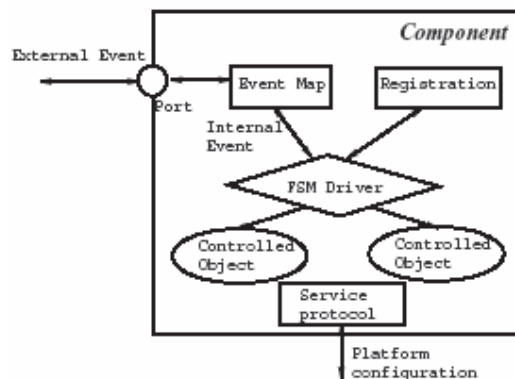 Component
External Event
Event Map
Registration
Port
Internal
Event
FSM Driver
Controlled
Object
Controlled
Object
Service
protocol
Platform
configuration